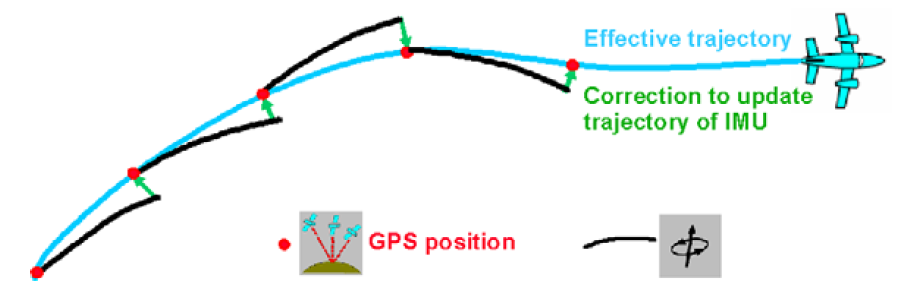 Effective trajectory
Correction to update
trajectory of IMU
GPS position